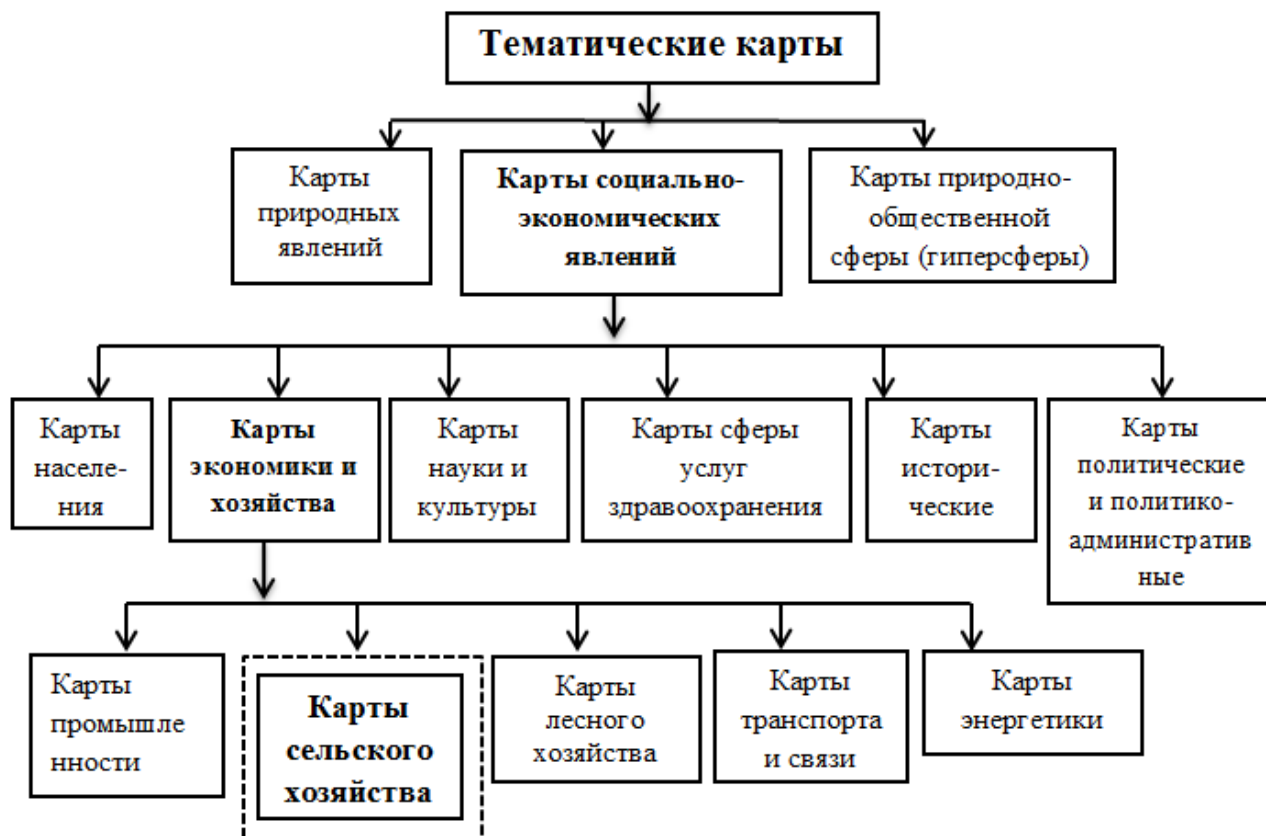 Тематические карты
Карты
природных
явлений
Карты социально-
экономических
явлений
Карты природно-
общественной
сферы (гиперсферы)
Карты
населе-
ния
Карты
экономики и
хозяйства
Карты
науки и
культуры
Карты сферы
услуг
здравоохранения
Карты
истори-
ческие
Карты
политические
и политико-
административ
ные
Карты
промышле
нности
Карты
сельского
хозяйства
Карты
лесного
хозяйства
Карты
транспорта
и связи
Карты
энергетики